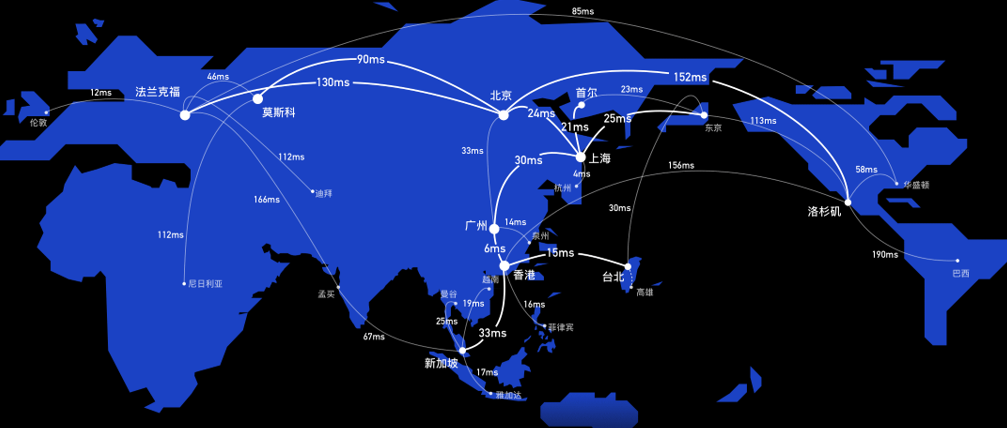 85ms
90ms
46ms
130ms
152ms
12ms
法兰克福
北京
首尔
23ms
伦敦
莫斯科
24ms
21ms
25ms
东京
113ms
33ms
30ms
上海
112ms
156ms
58ms
4ms
杭州
迪拜
华盛顿
166ms
30ms
洛杉矶
广州
14ms
112ms
泉州
6ms
15ms
190ms
香港
台北
巴西
尼日利亚
越南
孟买
曼谷
高雄
19ms
16ms
25ms
菲律宾
33ms
67ms
新加坡
17ms
雅加达